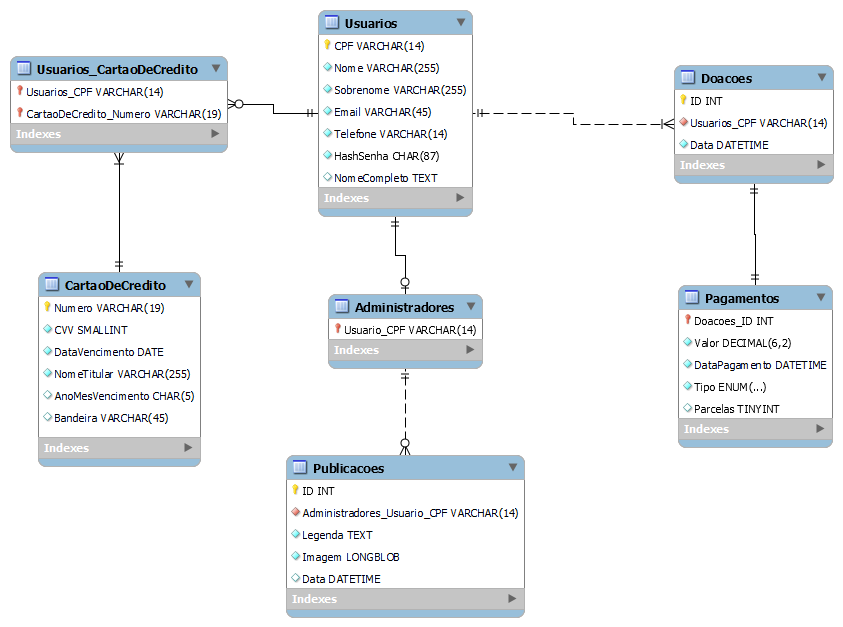 Usuarios
CPF VARCHAR(14)
Nome VARCHAR(255)
Sobrenome VARCHAR(255)
Email VARCHAR(45)
Telefone VARCHAR(14)
HashSenha CHAR(87)
NomeCompleto TEXT
Indexes
Usuarios_CartaoDeCredito
Usuarios_CPF VARCHAR(14)
CartaoDeCredito_Numero VARCHAR(19)
Indexes
Doacoes
ID INT
Usuarios_CPF VARCHAR(14)
Data DATETIME
Indexes
CartaoDeCredito
Numero VARCHAR(19)
CVV SMALLINT
DataVencimento DATE
NomeTitular VARCHAR(255)
AnoMesVencimento CHAR(5)
Bandeira VARCHAR(45)
Indexes
Administradores
Usuario_CPF VARCHAR(14)
Indexes
Pagamentos
Doacoes_ID INT
Valor DECIMAL(6,2)
DataPagamento DATETIME
Tipo ENUM(...)
Parcelas TINYINT
Indexes
Publicacoes
ID INT
Administradores_Usuario_CPF VARCHAR(14)
Legenda TEXT
Imagem LONGBLOB
Data DATETIME
Indexes